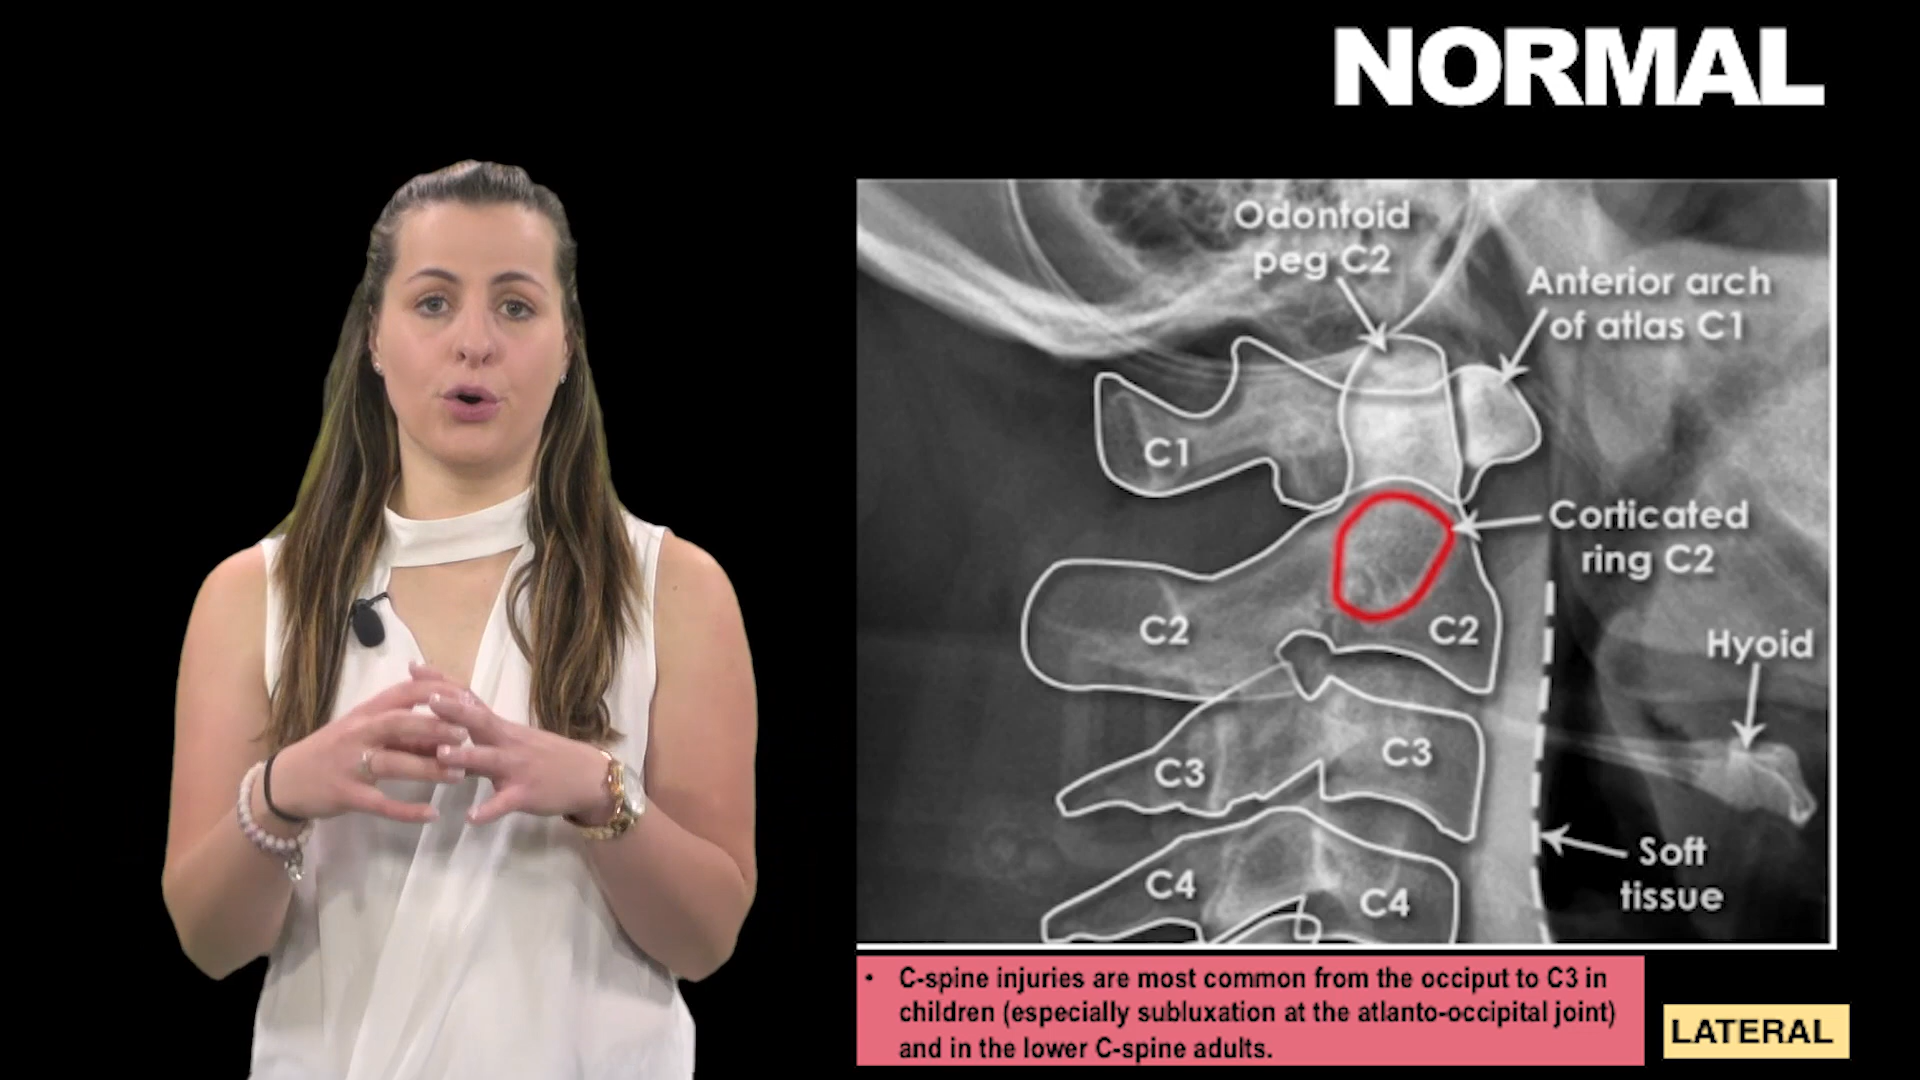 NORMAL
Odontoid
peg C2
Anterior arch
of atlas C1
C1
Corticated
ring C2
C2
C2
Hyoid
C3
C3
Soft
tissue
C4
C4
• C-spine injuries are most common from the occiput to C3 in
children (especially subluxation at the atlanto-occipital joint)
and in the lower C-spine adults.
LATERAL